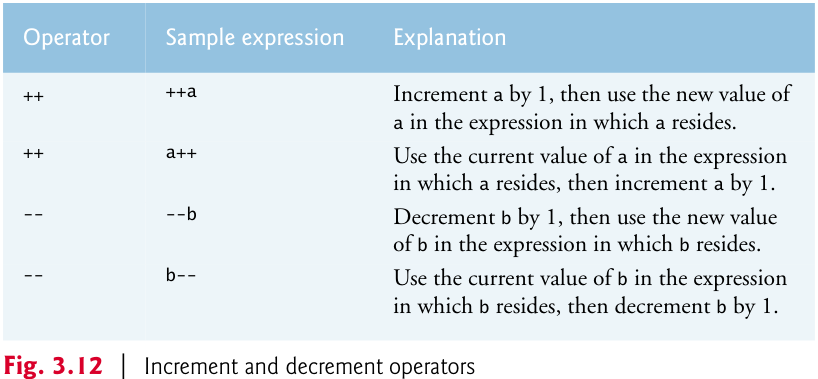 Operator Sample expression Explanation
++ ++a Increment a by 1, then use the new value of
a in the expression in which a resides.
++ a++ Use the current value of a in the expression
in which a resides, then increment a by 1.
-- --b Decrement b by 1, then use the new value
of b in the expression in which b resides.
-- b-- Use the current value of b in the expression
in which b resides, then decrement b by 1.
Fig. 3.12 | Increment and decrement operators